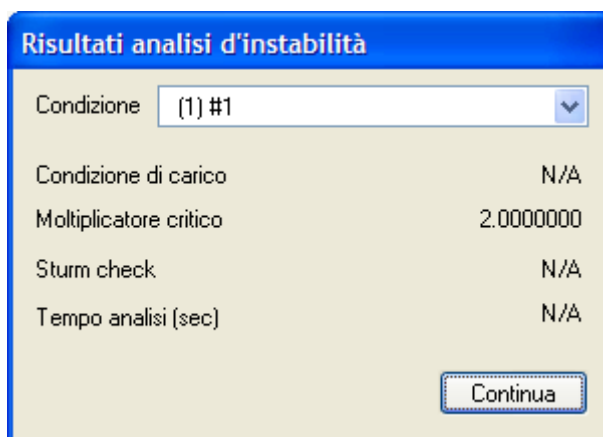 Risultati analisi d'instabilità
Condizione (1) #1
Condizione di carico N/A
Moltiplicatore critico 2.0000000
Sturm check N/A
Tempo analisi (sec) N/A
Continua